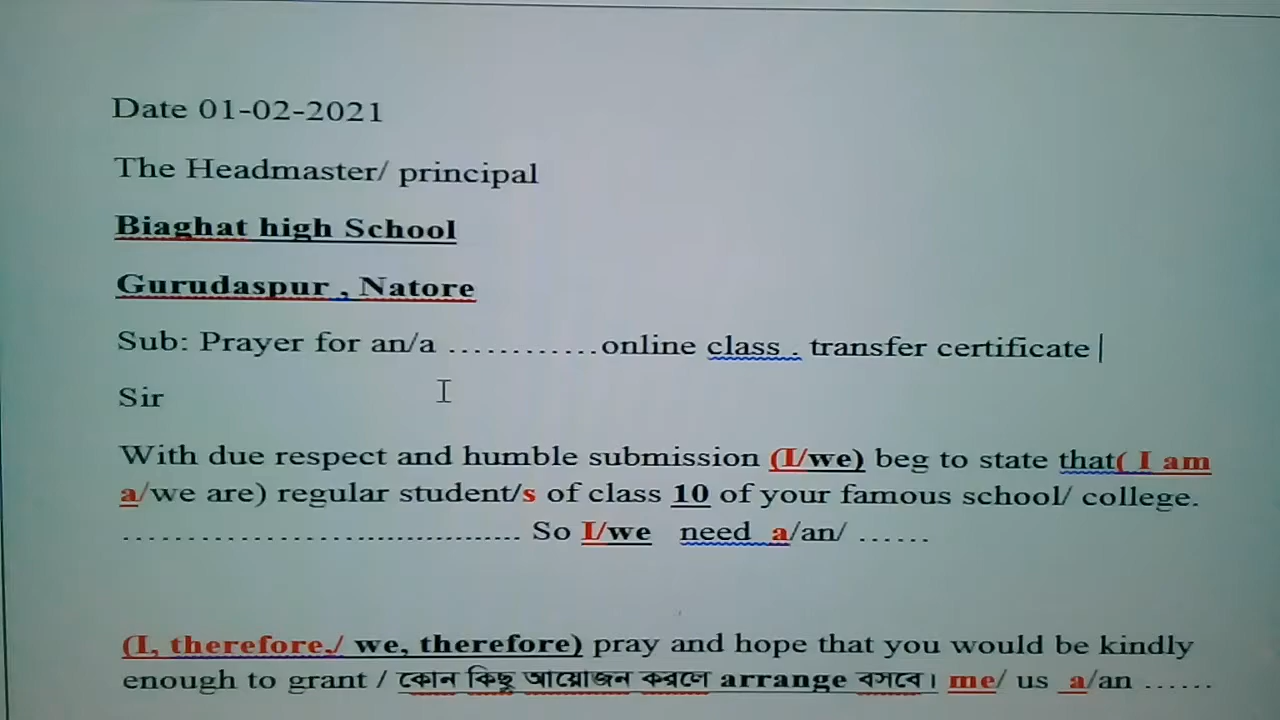 Date 01-02-2021
The Headmaster/ principal
Biaghat high School
Gurudaspur , Natore
Sub: Prayer for an/a ............online class . transfer certificate
Sir
With due respect and humble submission (I/we) beg to state that( I am
a/we are) regular student/s of class 10 of your famous school/ college.
.................................... So I/we need a/an/ ......
(I, therefore,/ we, therefore) pray and hope that you would be kindly
enough to grant / কোন কিছু আয়োজন করলে arrange বসবে। me/ us a/an ......